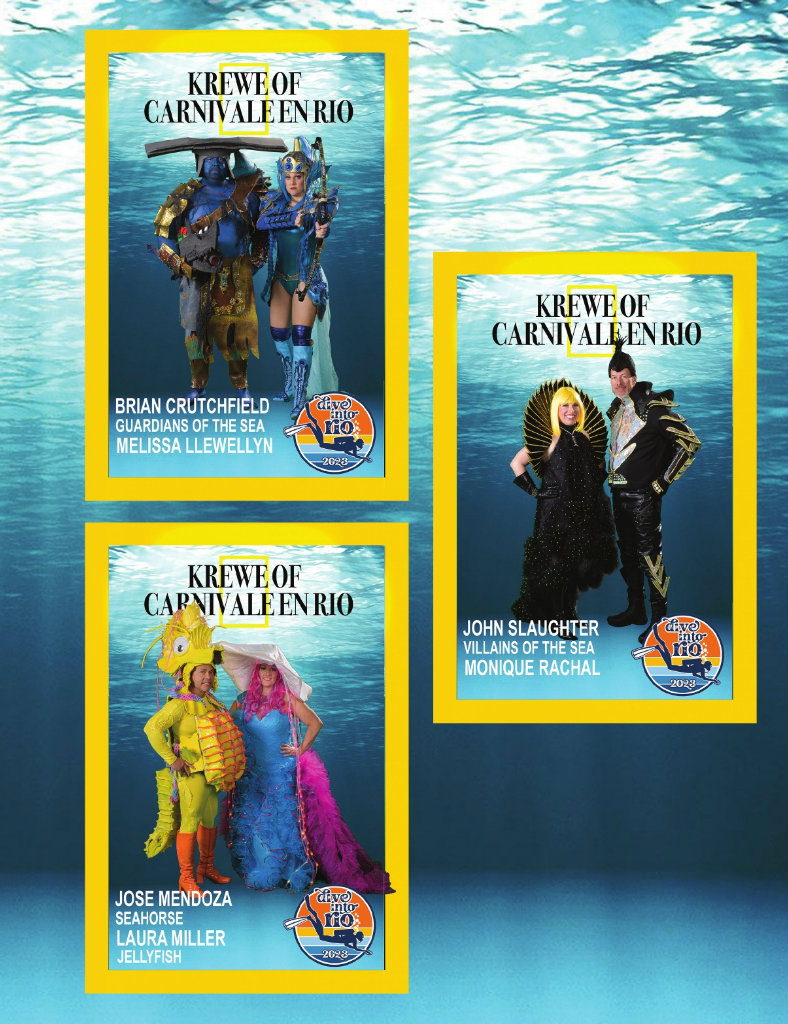 KREWE OF
CARNIVALE EN RIO
BRIAN CRUTCHFIELD
GUARDIANS OF THE SEA
MELISSA LLEWELLYN
dive
into
rio
2023
KREWE OF
CARNIVALE EN RIO
JOHN SLAUGHTER
VILLAINS OF THE SEA
MONIQUE RACHAL
dive
into
rio
2023
KREWE OF
CARNIVALE EN RIO
JOSE MENDOZA
SEAHORSE
LAURA MILLER
JELLYFISH
dive
into
rio
2023